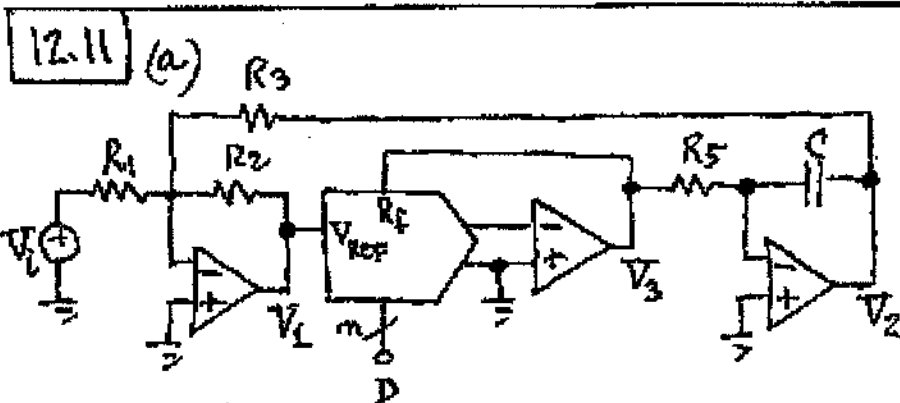 12.11 (a)
R3
R1 R2 R5 C
Vi VREF Rf
V1 V3 V2
n
D